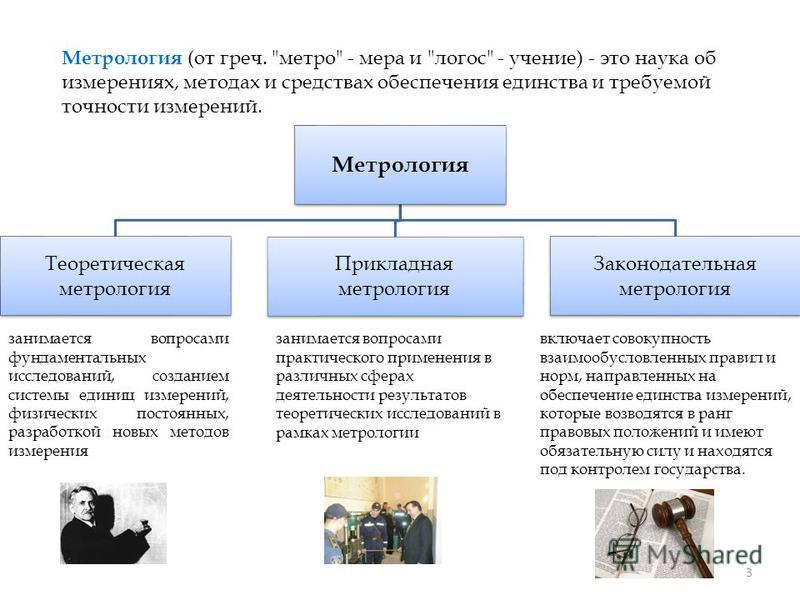 Метрология (от греч. "метро" - мера и "логос" - учение) - это наука об
измерениях, методах и средствах обеспечения единства и требуемой
точности измерений.
Метрология
Теоретическая
метрология
Прикладная
метрология
Законодательная
метрология
занимается вопросами
фундаментальных
исследований, созданием
системы единиц измерений,
физических постоянных,
разработкой новых методов
измерения
занимается вопросами
практического применения в
различных сферах
деятельности результатов
теоретических исследований в
рамках метрологии
включает совокупность
взаимообусловленных правил и
норм, направленных на
обеспечение единства измерений,
которые возводятся в ранг
правовых положений и имеют
обязательную силу и находятся
под контролем государства.
MyShared
3